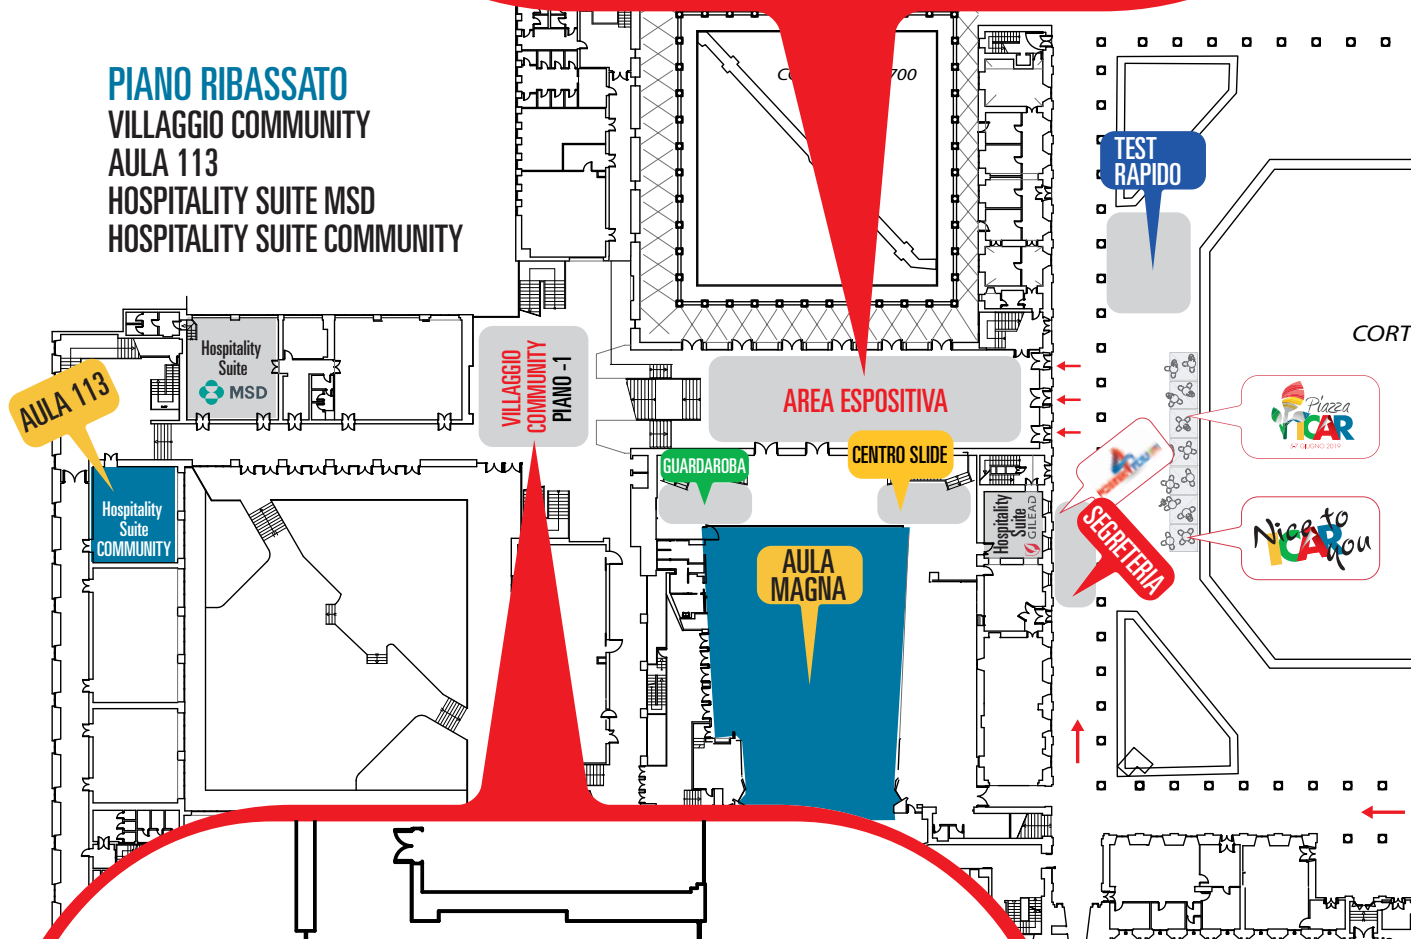 PIANO RIBASSATO
VILLAGGIO COMMUNITY
AULA 113
HOSPITALITY SUITE MSD
HOSPITALITY SUITE COMMUNITY
700
TEST
RAPIDO
CORT
Hospitality
Suite
MSD
AULA 113
VILLAGGIO
COMMUNITY
PIANO -1
AREA ESPOSITIVA
Piazza
ICAR
GUARDAROBA
CENTRO SLIDE
Hospitality
Suite
COMMUNITY
Hospitality
Suite
GILEAD
SEGRETERIA
Nice to
ICAR
you
AULA
MAGNA